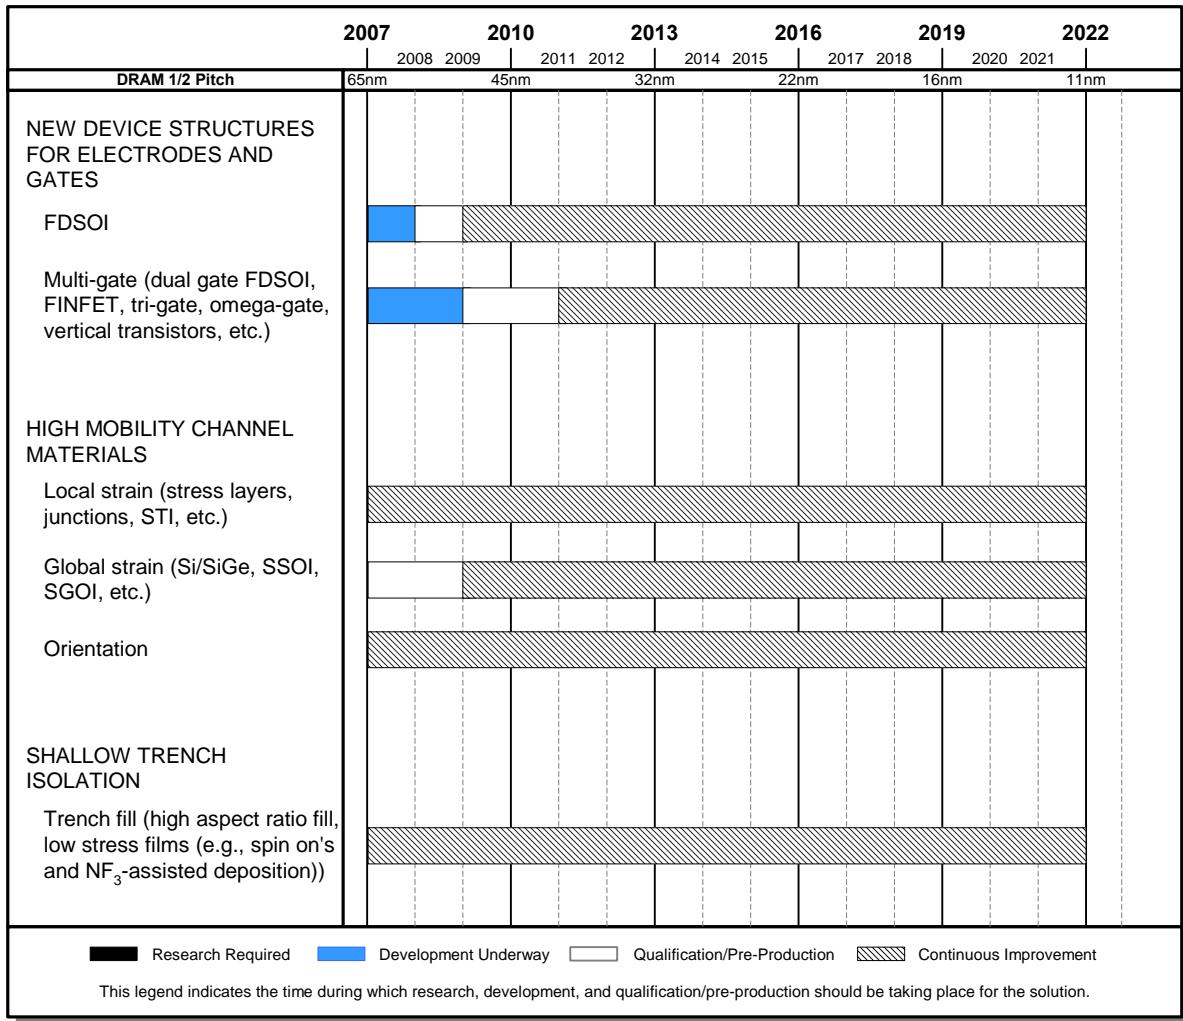 2007 2010 2013 2016 2019 2022
2008 2009 2011 2012 2014 2015 2017 2018 2020 2021
DRAM 1/2 Pitch 65nm 45nm 32nm 22nm 16nm 11nm
NEW DEVICE STRUCTURES
FOR ELECTRODES AND
GATES
FDSOI
Multi-gate (dual gate FDSOI,
FINFET, tri-gate, omega-gate,
vertical transistors, etc.)
HIGH MOBILITY CHANNEL
MATERIALS
Local strain (stress layers,
junctions, STI, etc.)
Global strain (Si/SiGe, SSOI,
SGOI, etc.)
Orientation
SHALLOW TRENCH
ISOLATION
Trench fill (high aspect ratio fill,
low stress films (e.g., spin on's
and NF3-assisted deposition))
Research Required Development Underway Qualification/Pre-Production Continuous Improvement
This legend indicates the time during which research, development, and qualification/pre-production should be taking place for the solution.